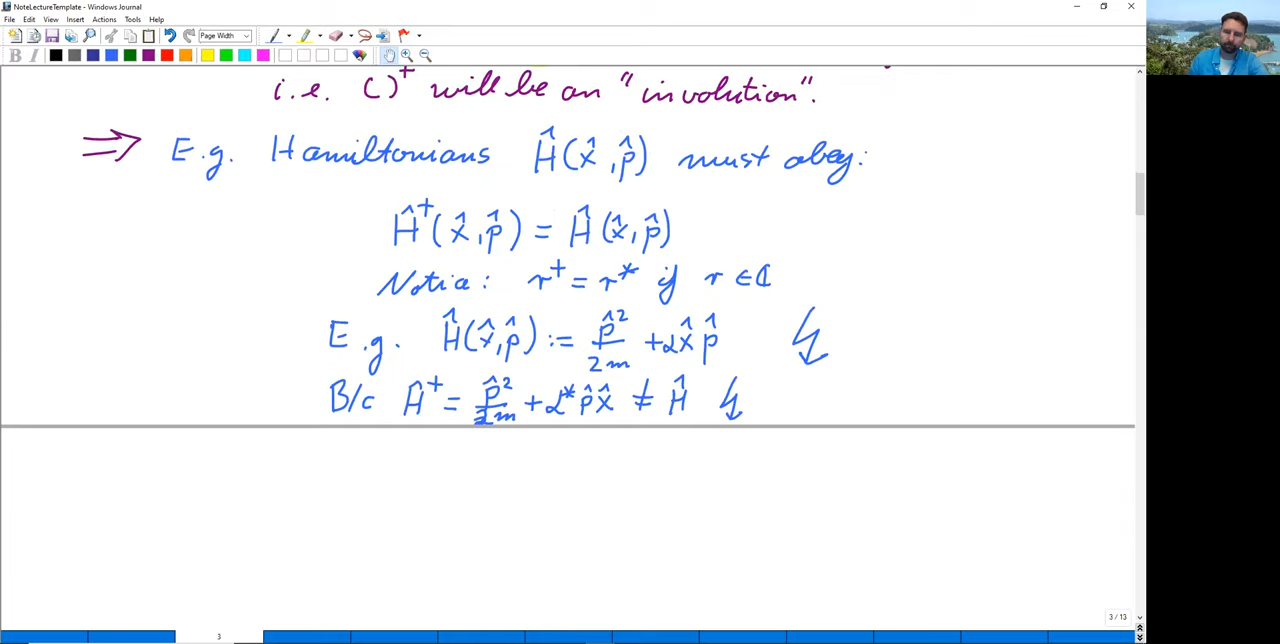 NoteLectureTemplate - Windows Journal
File Edit View Insert Actions Tools Help
Page Width
B I
i.e. ( )† will be an "involution".
⇒ E.g. Hamiltonians Ĥ(x̂,p̂) must obey:
Ĥ†(x̂,p̂) = Ĥ(x̂,p̂)
Notice: r† = r* if r ∈ ℂ
E.g. Ĥ(x̂,p̂) := p̂²/2m + αx̂p̂ ↯
B/c Ĥ† = p̂²/2m + α*p̂x̂ ≠ Ĥ ↯
3 / 13
3